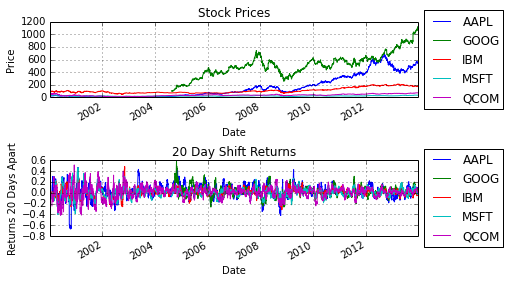 Stock Prices
1200
1000
800
600
400
200
0
Price
2002
2004
2006
2008
2010
2012
Date
AAPL
GOOG
IBM
MSFT
QCOM
20 Day Shift Returns
0.6
0.4
0.2
0.0
−0.2
−0.4
−0.6
−0.8
Returns 20 Days Apart
2002
2004
2006
2008
2010
2012
Date
AAPL
GOOG
IBM
MSFT
QCOM